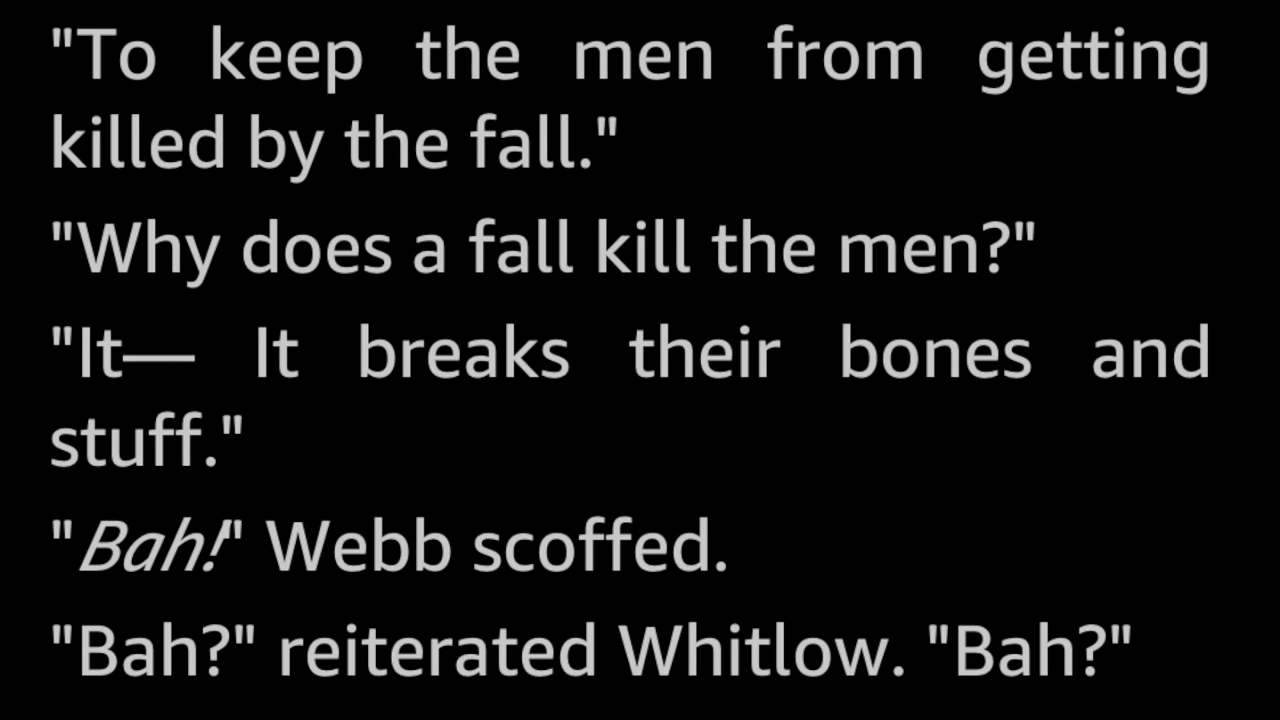 "To keep the men from getting
killed by the fall."
"Why does a fall kill the men?"
"It— It breaks their bones and
stuff."
"Bah!" Webb scoffed.
"Bah?" reiterated Whitlow. "Bah?"